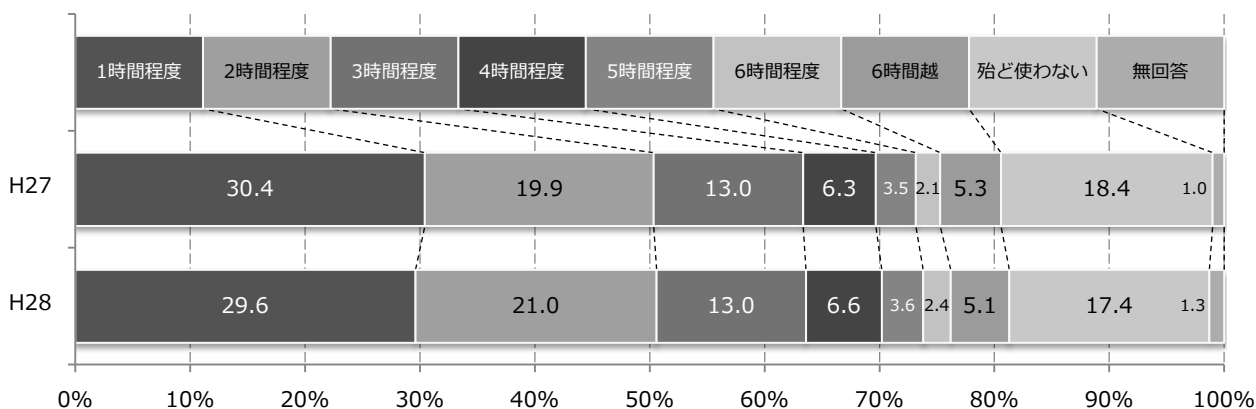 1時間程度 2時間程度 3時間程度 4時間程度 5時間程度 6時間程度 6時間越 殆ど使わない 無回答
H27 30.4 19.9 13.0 6.3 3.5 2.1 5.3 18.4 1.0
H28 29.6 21.0 13.0 6.6 3.6 2.4 5.1 17.4 1.3
0% 10% 20% 30% 40% 50% 60% 70% 80% 90% 100%